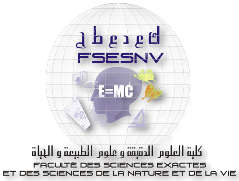 FSESNV
E=MC
كلية العلوم الدقيقة و علوم الطبيعة و الحياة
FACULTÉ DES SCIENCES EXACTES
ET DES SCIENCES DE LA NATURE ET DE LA VIE